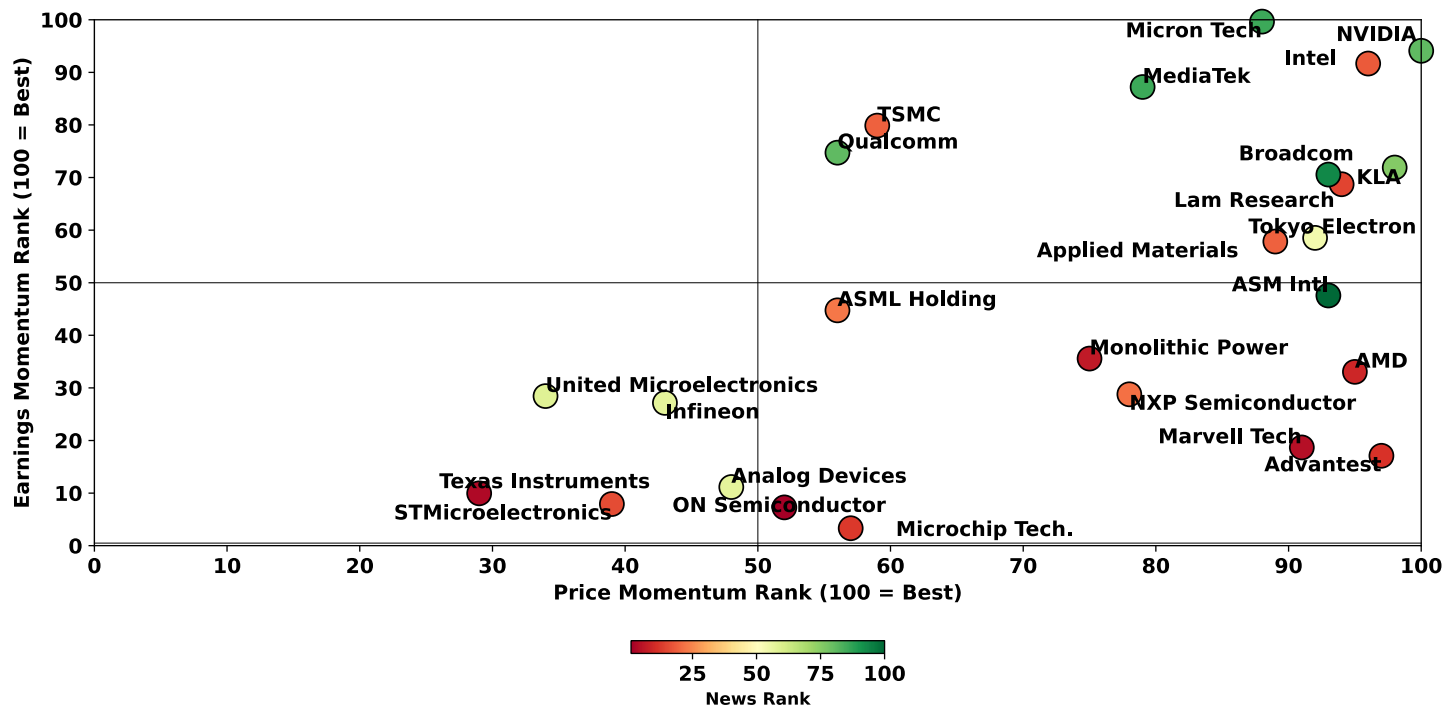 Earnings Momentum Rank (100 = Best)
100
90
80
70
60
50
40
30
20
10
0
Micron Tech
NVIDIA
Intel
MediaTek
TSMC
Qualcomm
Broadcom
KLA
Lam Research
Tokyo Electron
Applied Materials
ASM Intl
ASML Holding
Monolithic Power
AMD
United Microelectronics
NXP Semiconductor
Infineon
Marvell Tech
Advantest
Analog Devices
Texas Instruments
ON Semiconductor
STMicroelectronics
Microchip Tech.
0
10
20
30
40
50
60
70
80
90
100
Price Momentum Rank (100 = Best)
25
50
75
100
News Rank